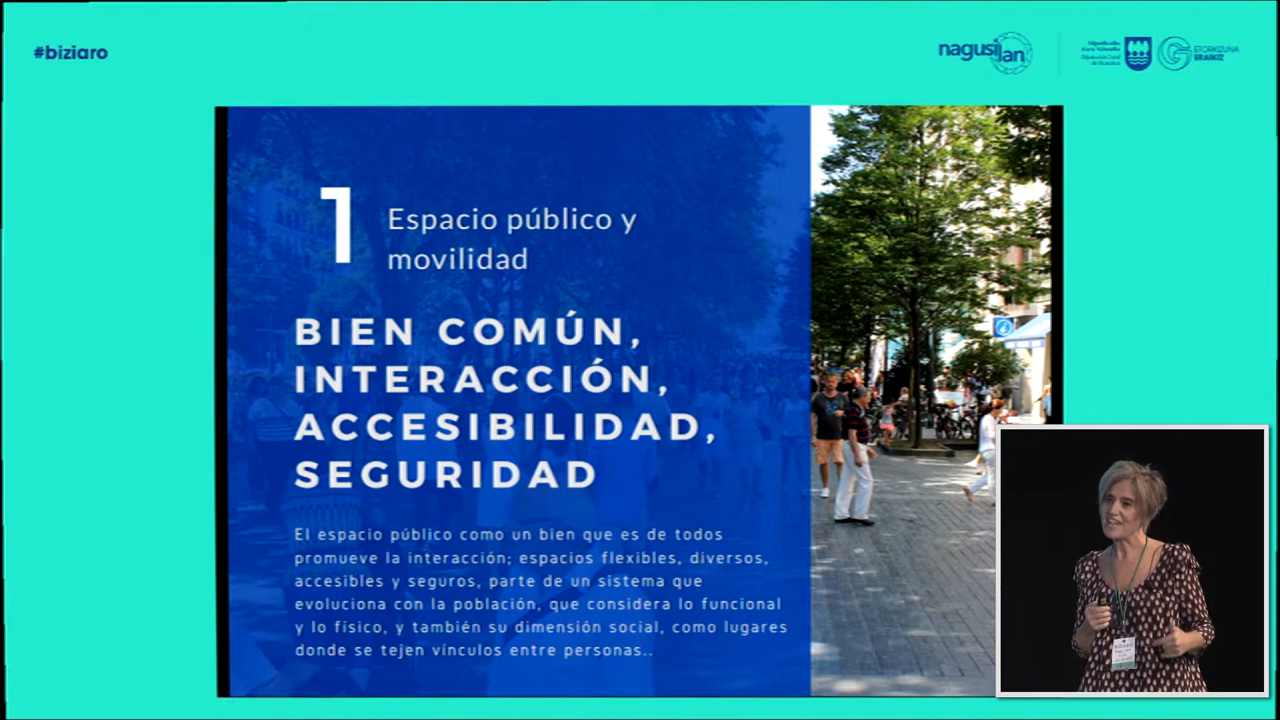 #biziaro
nagusilan
ETORKIZUNA
ERAIKIZ
1
Espacio público y
movilidad
BIEN COMÚN,
INTERACCIÓN,
ACCESIBILIDAD,
SEGURIDAD
El espacio público como un bien que es de todos
promueve la interacción; espacios flexibles, diversos,
accesibles y seguros, parte de un sistema que
evoluciona con la población, que considera lo funcional
y lo físico, y también su dimensión social, como lugares
donde se tejen vínculos entre personas..